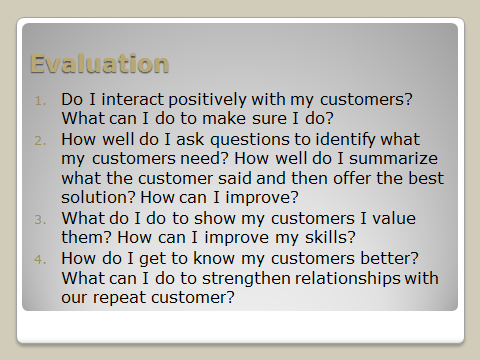 Evaluation
1. Do I interact positively with my customers?
What can I do to make sure I do?
2. How well do I ask questions to identify what
my customers need? How well do I summarize
what the customer said and then offer the best
solution? How can I improve?
3. What do I do to show my customers I value
them? How can I improve my skills?
4. How do I get to know my customers better?
What can I do to strengthen relationships with
our repeat customer?